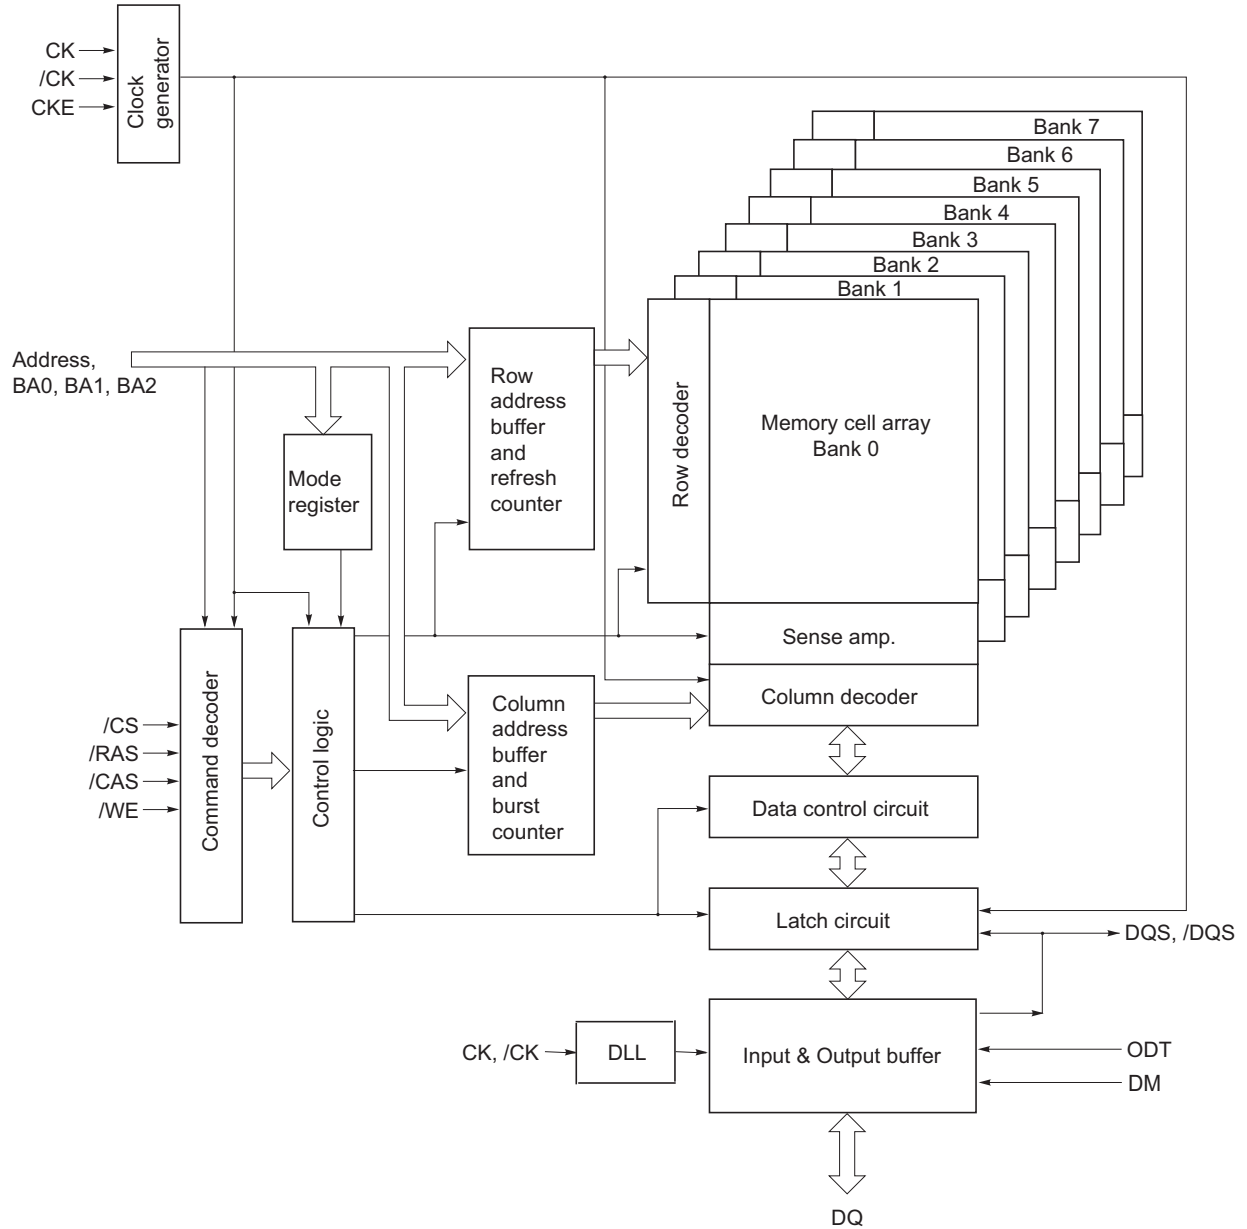 CK
/CK
CKE
Clock
generator
Bank 7
Bank 6
Bank 5
Bank 4
Bank 3
Bank 2
Bank 1
Address,
BA0, BA1, BA2
Row
address
buffer
and
refresh
counter
Row decoder
Memory cell array
Bank 0
Mode
register
Sense amp.
Column decoder
/CS
/RAS
/CAS
/WE
Command decoder
Control logic
Column
address
buffer
and
burst
counter
Data control circuit
Latch circuit
DQS, /DQS
CK, /CK
DLL
Input & Output buffer
ODT
DM
DQ